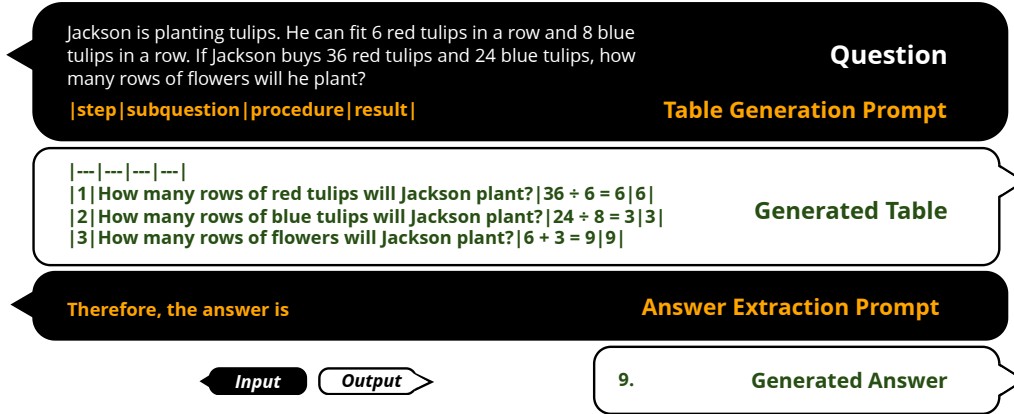 Jackson is planting tulips. He can fit 6 red tulips in a row and 8 blue
tulips in a row. If Jackson buys 36 red tulips and 24 blue tulips, how
many rows of flowers will he plant?
Question
|step|subquestion|procedure|result|
Table Generation Prompt
|---|---|---|---|
|1|How many rows of red tulips will Jackson plant?|36 ÷ 6 = 6|6|
|2|How many rows of blue tulips will Jackson plant?|24 ÷ 8 = 3|3|
|3|How many rows of flowers will Jackson plant?|6 + 3 = 9|9|
Generated Table
Therefore, the answer is
Answer Extraction Prompt
Input
Output
9.
Generated Answer